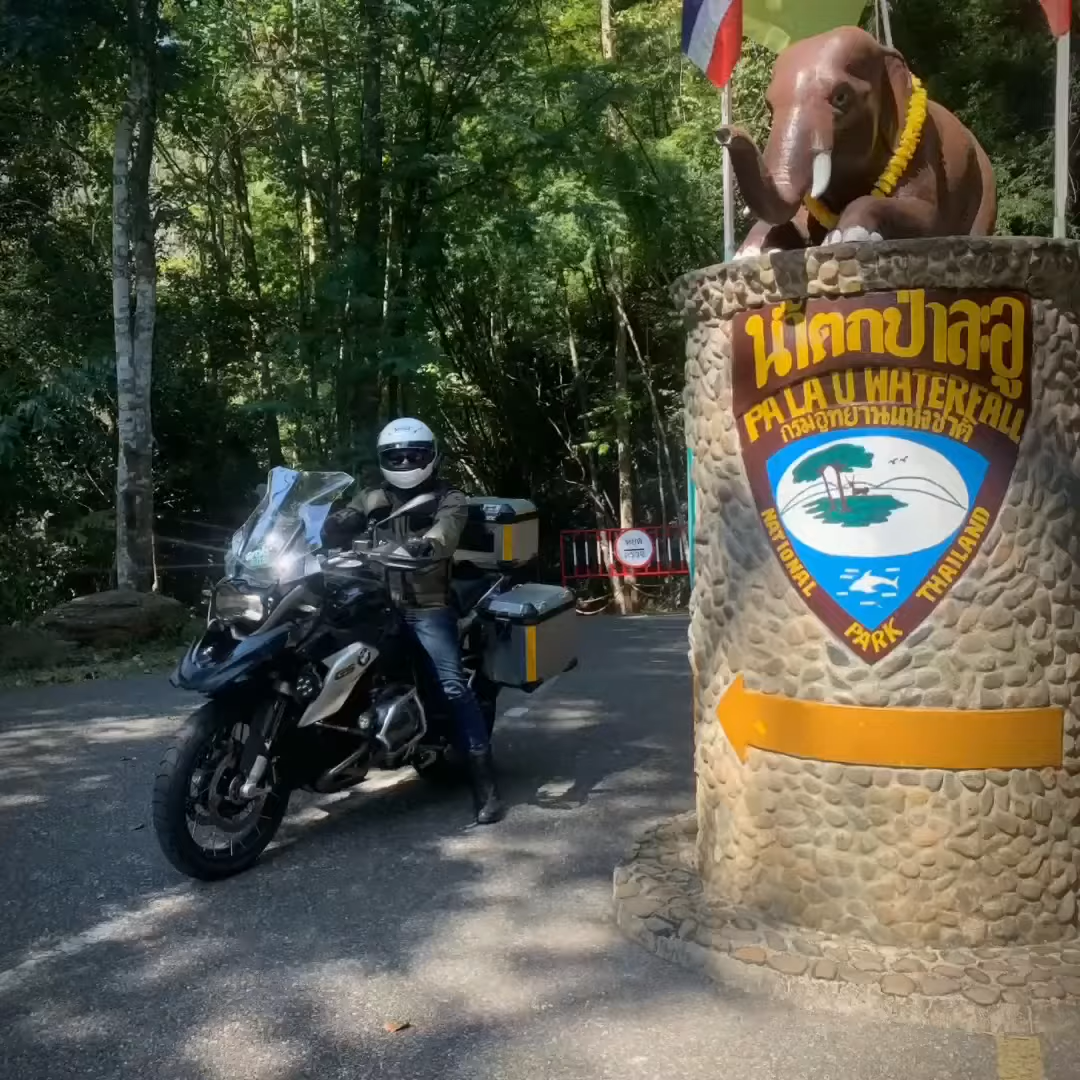 น้ำตกป่าละอู
PA LA U WATERFALL
กรมอุทยานแห่งชาติ
NATIONAL
PARK
THAILAND